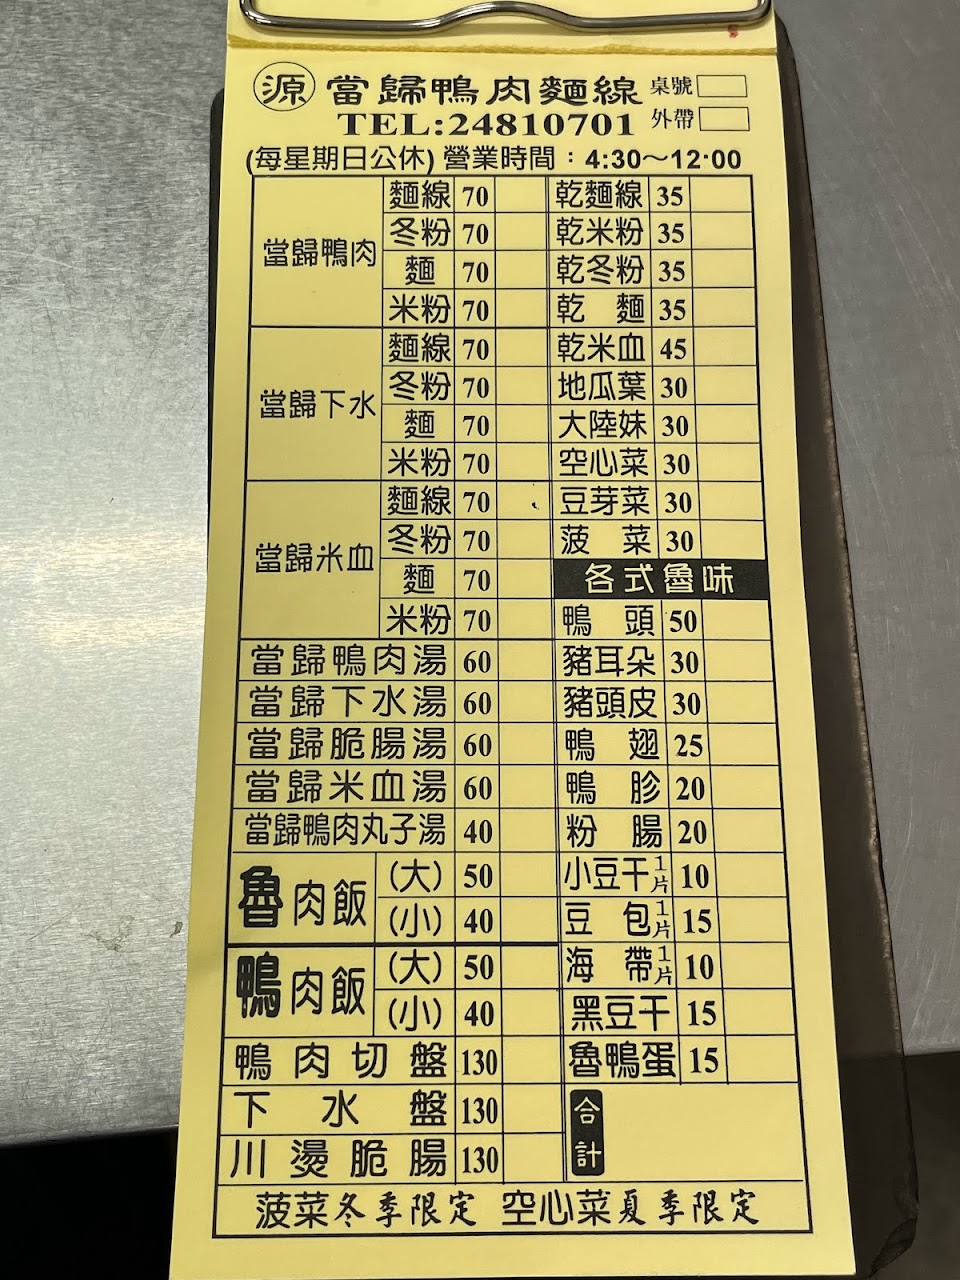 源 當歸鴨肉麵線 桌號
TEL:24810701 外帶
(每星期日公休) 營業時間：4:30～12·00
當歸鴨肉
麵線 70
冬粉 70
麵 70
米粉 70
當歸下水
麵線 70
冬粉 70
麵 70
米粉 70
當歸米血
麵線 70
冬粉 70
麵 70
米粉 70
當歸鴨肉湯 60
當歸下水湯 60
當歸脆腸湯 60
當歸米血湯 60
當歸鴨肉丸子湯 40
魯肉飯
(大) 50
(小) 40
鴨肉飯
(大) 50
(小) 40
鴨肉切盤 130
下水盤 130
川燙脆腸 130
乾麵線 35
乾米粉 35
乾冬粉 35
乾麵 35
乾米血 45
地瓜葉 30
大陸妹 30
空心菜 30
豆芽菜 30
菠菜 30
各式魯味
鴨頭 50
豬耳朵 30
豬頭皮 30
鴨翅 25
鴨胗 20
粉腸 20
小豆干1片 10
豆包1片 15
海帶1片 10
黑豆干 15
魯鴨蛋 15
合計
菠菜冬季限定 空心菜夏季限定